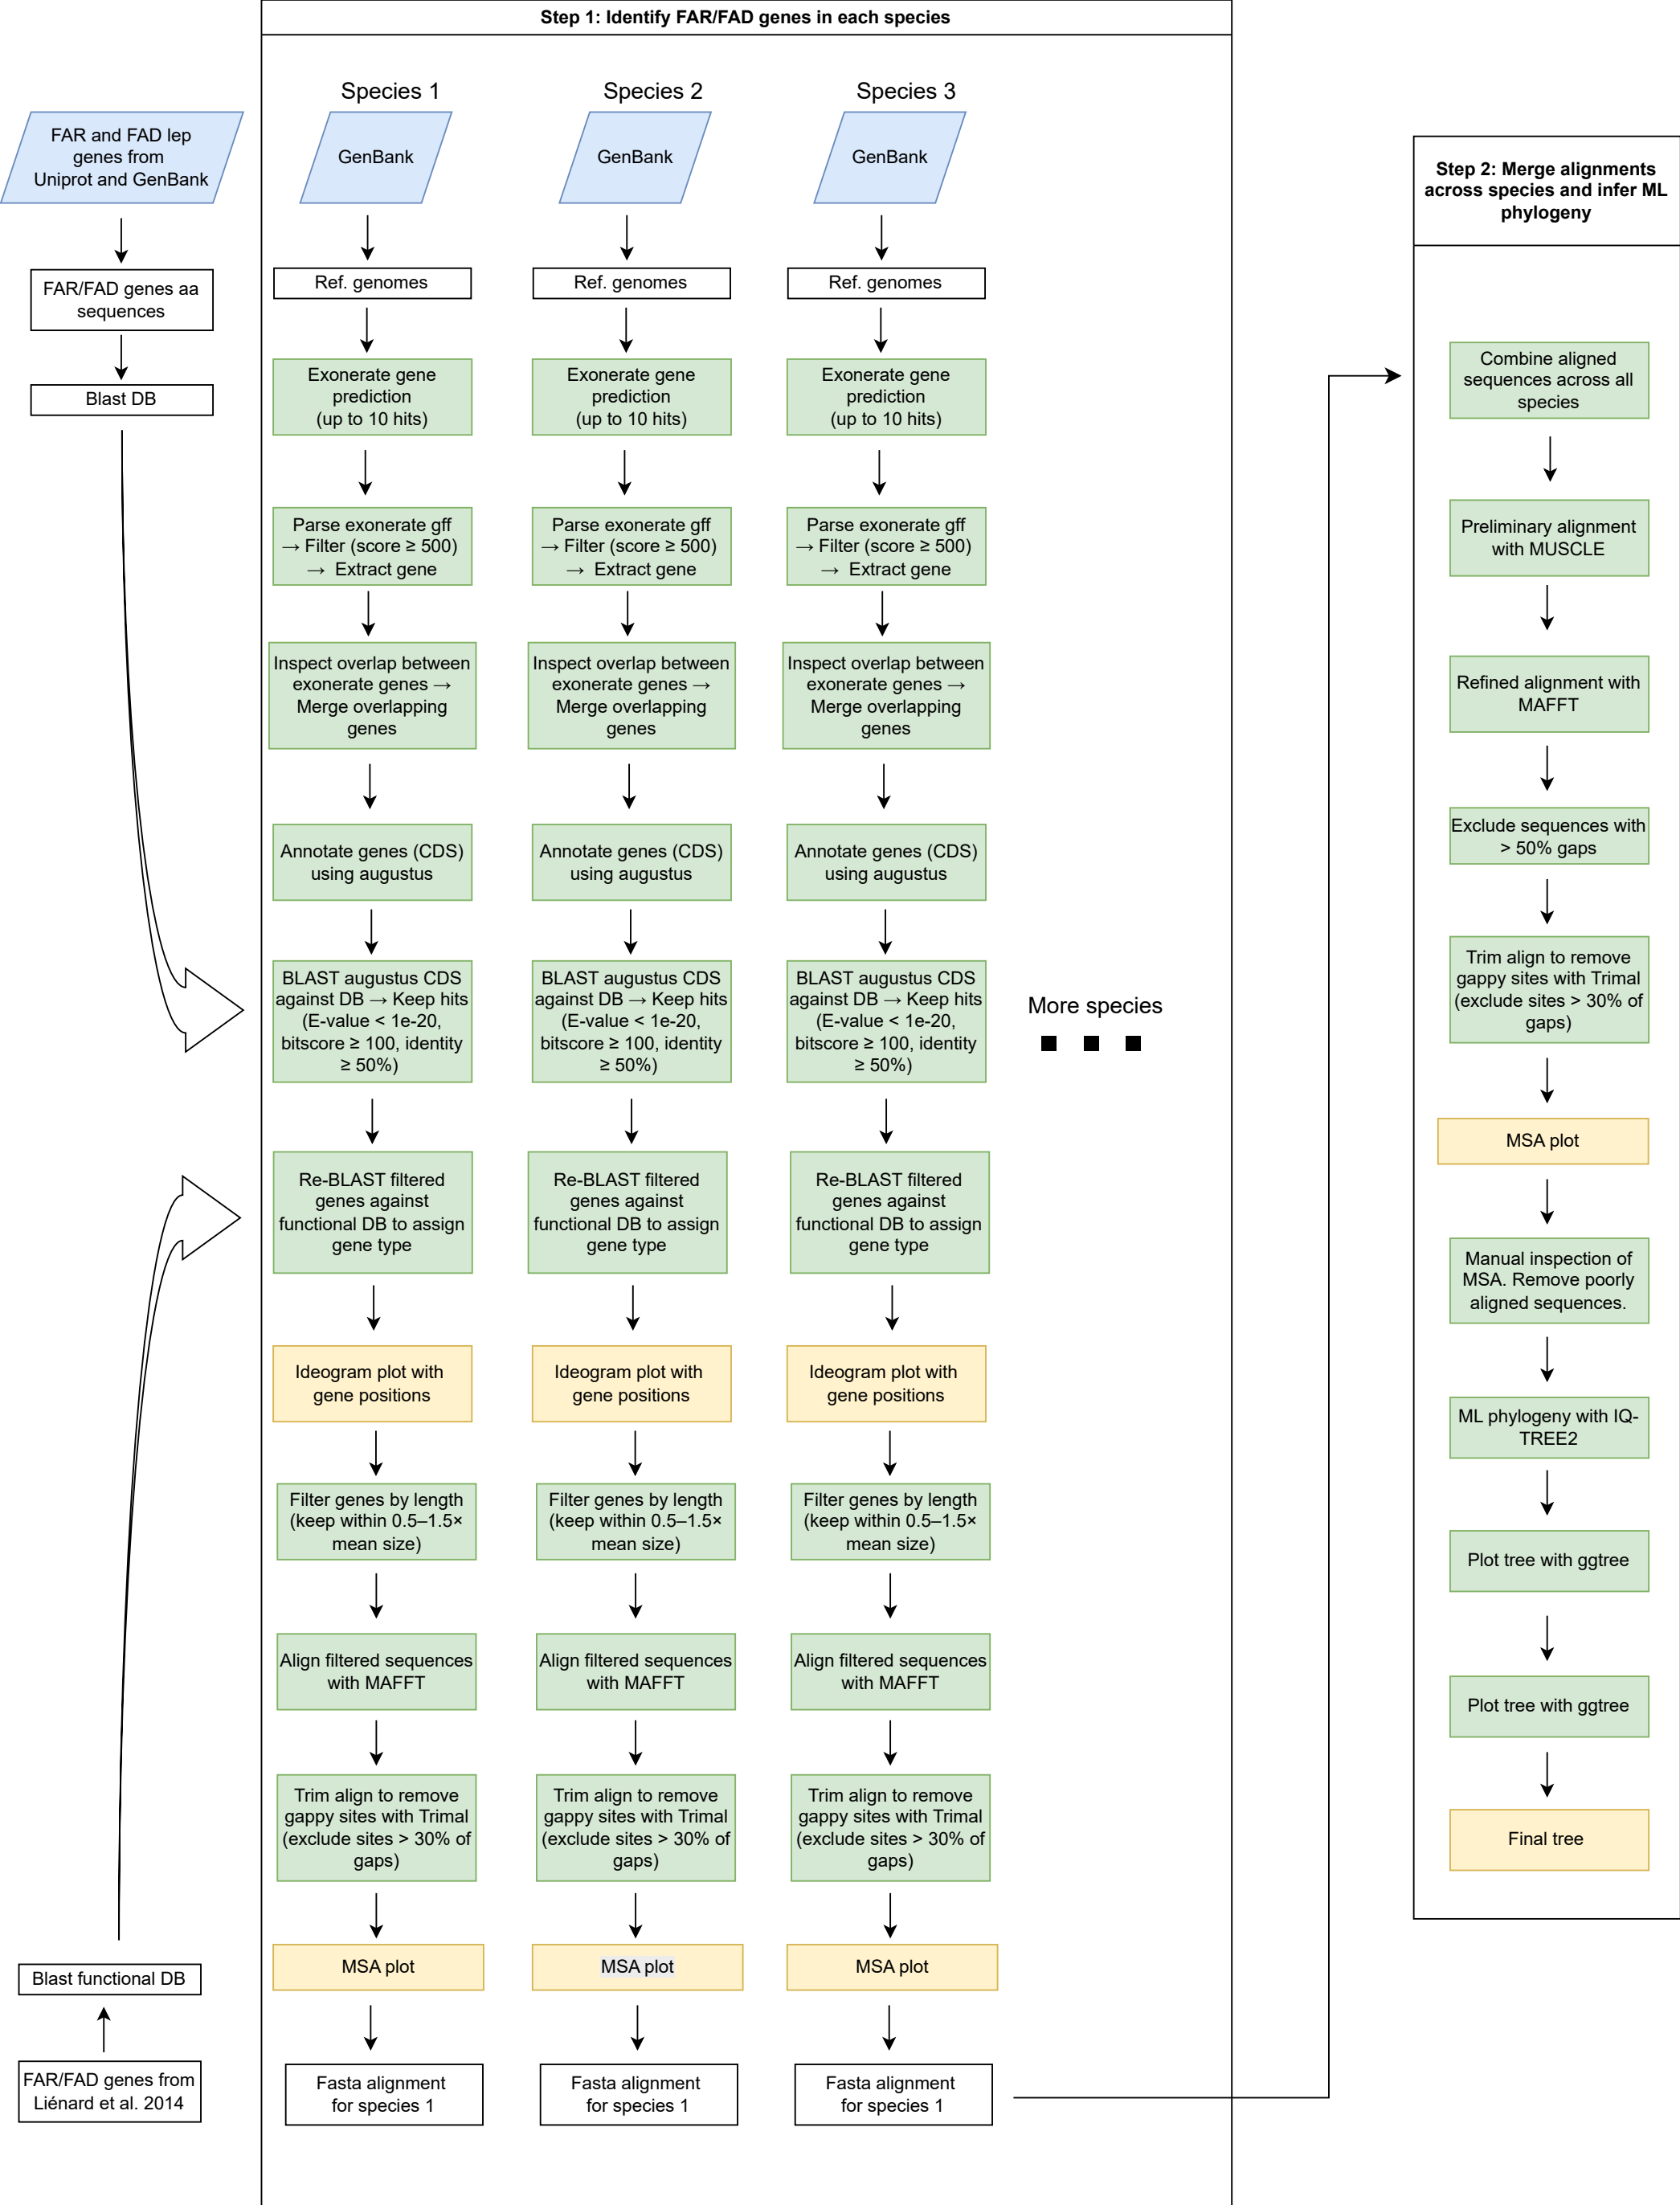 Step 1: Identify FAR/FAD genes in each species
FAR and FAD lep
genes from
Uniprot and GenBank
FAR/FAD genes aa
sequences
Blast DB
Blast functional DB
FAR/FAD genes from
Liénard et al. 2014
Species 1
GenBank
Ref. genomes
Exonerate gene
prediction
(up to 10 hits)
Parse exonerate gff
→ Filter (score ≥ 500)
→ Extract gene
Inspect overlap between
exonerate genes →
Merge overlapping
genes
Annotate genes (CDS)
using augustus
BLAST augustus CDS
against DB → Keep hits
(E-value < 1e-20,
bitscore ≥ 100, identity
≥ 50%)
Re-BLAST filtered
genes against
functional DB to assign
gene type
Ideogram plot with
gene positions
Filter genes by length
(keep within 0.5–1.5×
mean size)
Align filtered sequences
with MAFFT
Trim align to remove
gappy sites with Trimal
(exclude sites > 30% of
gaps)
MSA plot
Fasta alignment
for species 1
Species 2
GenBank
Ref. genomes
Exonerate gene
prediction
(up to 10 hits)
Parse exonerate gff
→ Filter (score ≥ 500)
→ Extract gene
Inspect overlap between
exonerate genes →
Merge overlapping
genes
Annotate genes (CDS)
using augustus
BLAST augustus CDS
against DB → Keep hits
(E-value < 1e-20,
bitscore ≥ 100, identity
≥ 50%)
Re-BLAST filtered
genes against
functional DB to assign
gene type
Ideogram plot with
gene positions
Filter genes by length
(keep within 0.5–1.5×
mean size)
Align filtered sequences
with MAFFT
Trim align to remove
gappy sites with Trimal
(exclude sites > 30% of
gaps)
MSA plot
Fasta alignment
for species 1
Species 3
GenBank
Ref. genomes
Exonerate gene
prediction
(up to 10 hits)
Parse exonerate gff
→ Filter (score ≥ 500)
→ Extract gene
Inspect overlap between
exonerate genes →
Merge overlapping
genes
Annotate genes (CDS)
using augustus
BLAST augustus CDS
against DB → Keep hits
(E-value < 1e-20,
bitscore ≥ 100, identity
≥ 50%)
Re-BLAST filtered
genes against
functional DB to assign
gene type
Ideogram plot with
gene positions
Filter genes by length
(keep within 0.5–1.5×
mean size)
Align filtered sequences
with MAFFT
Trim align to remove
gappy sites with Trimal
(exclude sites > 30% of
gaps)
MSA plot
Fasta alignment
for species 1
More species
Step 2: Merge alignments
across species and infer ML
phylogeny
Combine aligned
sequences across all
species
Preliminary alignment
with MUSCLE
Refined alignment with
MAFFT
Exclude sequences with
> 50% gaps
Trim align to remove
gappy sites with Trimal
(exclude sites > 30% of
gaps)
MSA plot
Manual inspection of
MSA. Remove poorly
aligned sequences.
ML phylogeny with IQ-
TREE2
Plot tree with ggtree
Plot tree with ggtree
Final tree